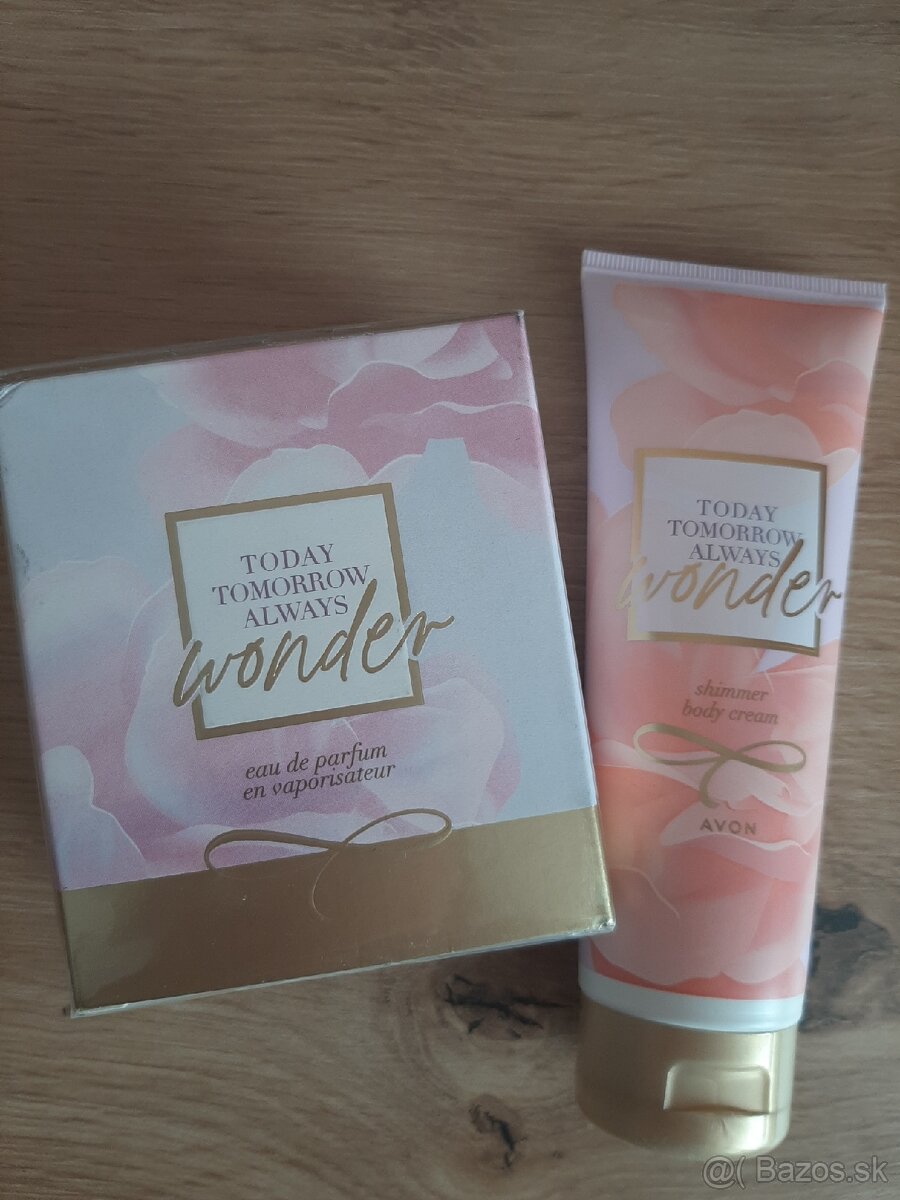 TODAY
TOMORROW
ALWAYS
wonder
eau de parfum
en vaporisateur
TODAY
TOMORROW
ALWAYS
wonder
shimmer
body cream
AVON
@( Bazos.sk